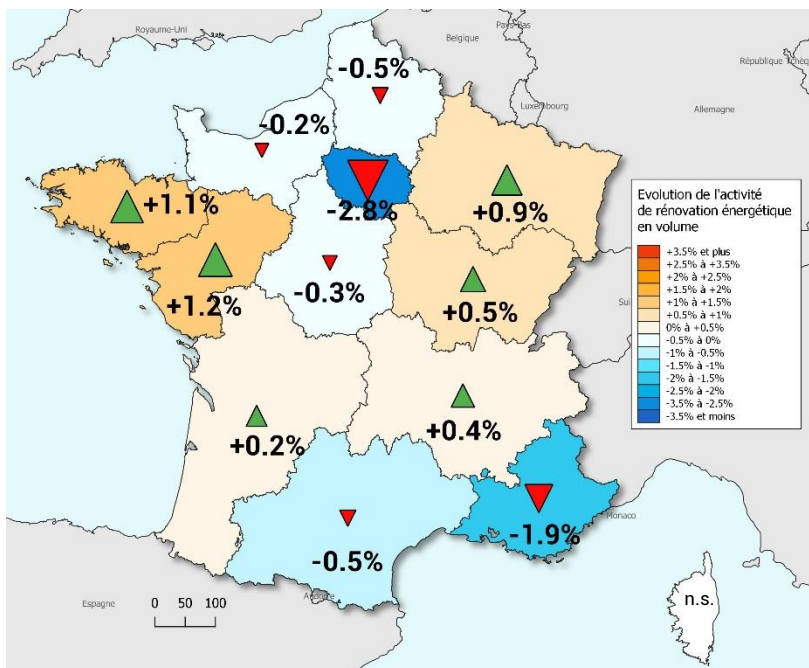 Royaume-Uni
Pays-Bas
Belgique
République Tchèq
Luxembourg
Allemagne
-0.5%
-0.2%
-2.8%
+0.9%
+1.1%
+1.2%
-0.3%
+0.5%
Sui
+0.2%
+0.4%
-0.5%
-1.9%
Monaco
Andorre
Espagne
0 50 100
n.s.
Evolution de l'activité
de rénovation énergétique
en volume
+3.5% et plus
+2.5% à +3.5%
+2% à +2.5%
+1.5% à +2%
+1% à +1.5%
+0.5% à +1%
0% à +0.5%
-0.5% à 0%
-1% à -0.5%
-1.5% à -1%
-2% à -1.5%
-2.5% à -2%
-3.5% à -2.5%
-3.5% et moins